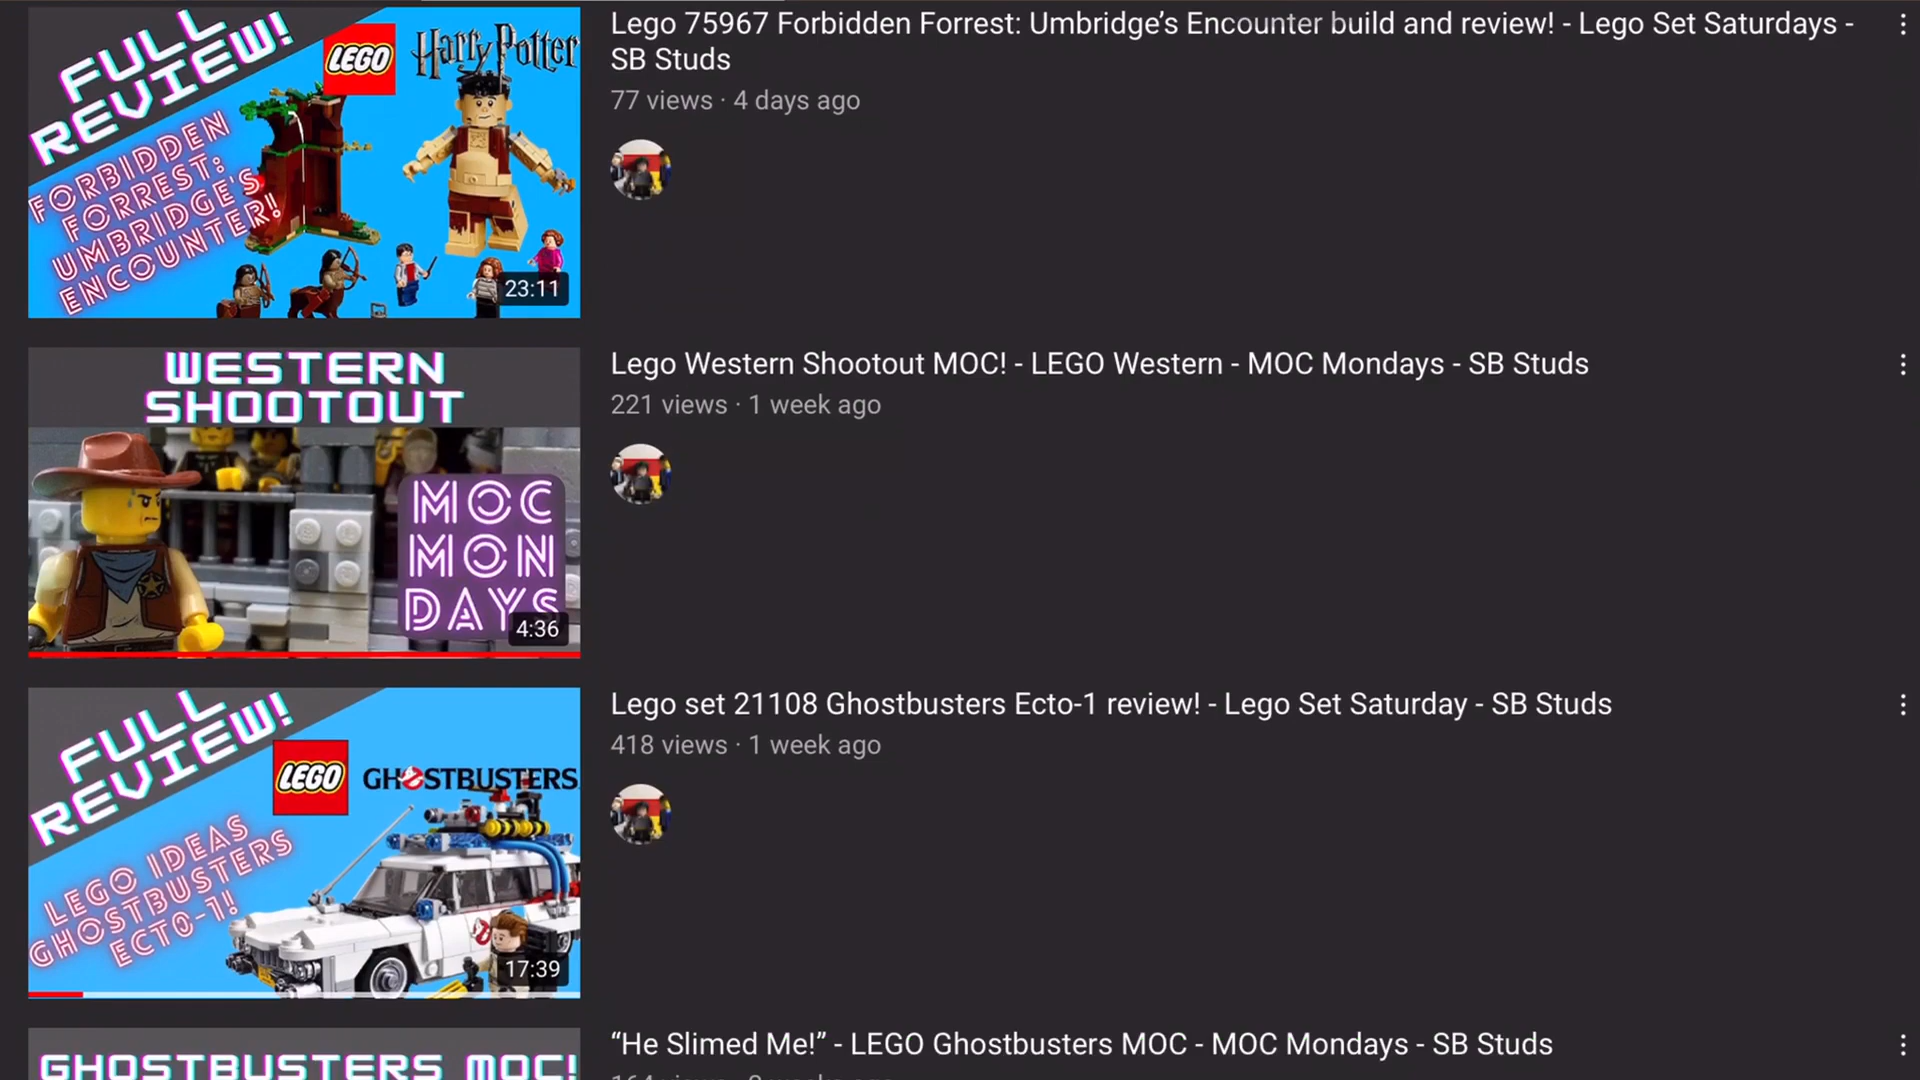 FULL
REVIEW!
LEGO
Harry Potter
FORBIDDEN
FORREST:
UMBRIDGE'S
ENCOUNTER!
23:11
Lego 75967 Forbidden Forrest: Umbridge’s Encounter build and review! - Lego Set Saturdays -
SB Studs
77 views · 4 days ago
WESTERN
SHOOTOUT
MOC
MON
DAYS
4:36
Lego Western Shootout MOC! - LEGO Western - MOC Mondays - SB Studs
221 views · 1 week ago
FULL
REVIEW!
LEGO
GHOSTBUSTERS
LEGO IDEAS
GHOSTBUSTERS
ECTO-1!
17:39
Lego set 21108 Ghostbusters Ecto-1 review! - Lego Set Saturday - SB Studs
418 views · 1 week ago
GHOSTBUSTERS MOC!
“He Slimed Me!” - LEGO Ghostbusters MOC - MOC Mondays - SB Studs